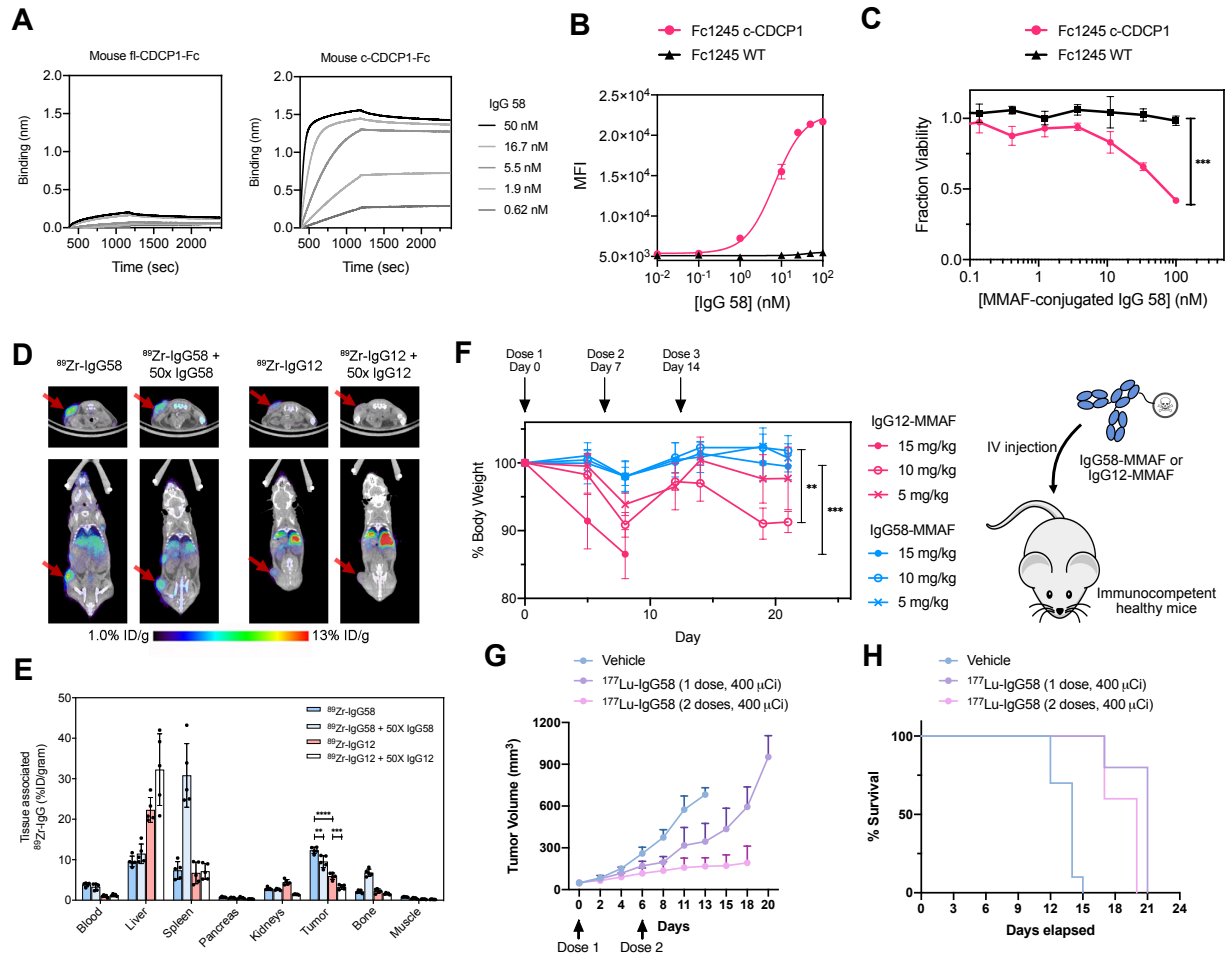 A
Mouse fl-CDCP1-Fc
Binding (nm)
2.0
1.5
1.0
0.5
0.0
500 1000 1500 2000
Time (sec)
Mouse c-CDCP1-Fc
Binding (nm)
2.0
1.5
1.0
0.5
0.0
500 1000 1500 2000
Time (sec)
IgG 58
50 nM
16.7 nM
5.5 nM
1.9 nM
0.62 nM
B
Fc1245 c-CDCP1
Fc1245 WT
MFI
2.5×10⁴
2.0×10⁴
1.5×10⁴
1.0×10⁴
5.0×10³
10⁻² 10⁻¹ 10⁰ 10¹ 10²
[IgG 58] (nM)
C
Fc1245 c-CDCP1
Fc1245 WT
Fraction Viability
1.0
0.5
0.0
0.1 1 10 100
[MMAF-conjugated IgG 58] (nM)
***
D
⁸⁹Zr-IgG58
⁸⁹Zr-IgG58 +
50x IgG58
⁸⁹Zr-IgG12
⁸⁹Zr-IgG12 +
50x IgG12
1.0% ID/g
13% ID/g
E
Tissue associated
⁸⁹Zr-IgG (%ID/gram)
50
40
30
20
10
0
⁸⁹Zr-IgG58
⁸⁹Zr-IgG58 + 50X IgG58
⁸⁹Zr-IgG12
⁸⁹Zr-IgG12 + 50X IgG12
****
** ***
Blood Liver Spleen Pancreas Kidneys Tumor Bone Muscle
F
Dose 1
Day 0
Dose 2
Day 7
Dose 3
Day 14
% Body Weight
100
90
80
0 10 20
Day
**
***
IgG12-MMAF
15 mg/kg
10 mg/kg
5 mg/kg
IgG58-MMAF
15 mg/kg
10 mg/kg
5 mg/kg
IV injection
IgG58-MMAF or
IgG12-MMAF
Immunocompetent
healthy mice
G
Vehicle
¹⁷⁷Lu-IgG58 (1 dose, 400 µCi)
¹⁷⁷Lu-IgG58 (2 doses, 400 µCi)
Tumor Volume (mm³)
1200
900
600
300
0
0 2 4 6 8 11 13 15 18 20
Days
Dose 1
Dose 2
H
Vehicle
¹⁷⁷Lu-IgG58 (1 dose, 400 µCi)
¹⁷⁷Lu-IgG58 (2 doses, 400 µCi)
% Survival
100
50
0
0 3 6 9 12 15 18 21 24
Days elapsed